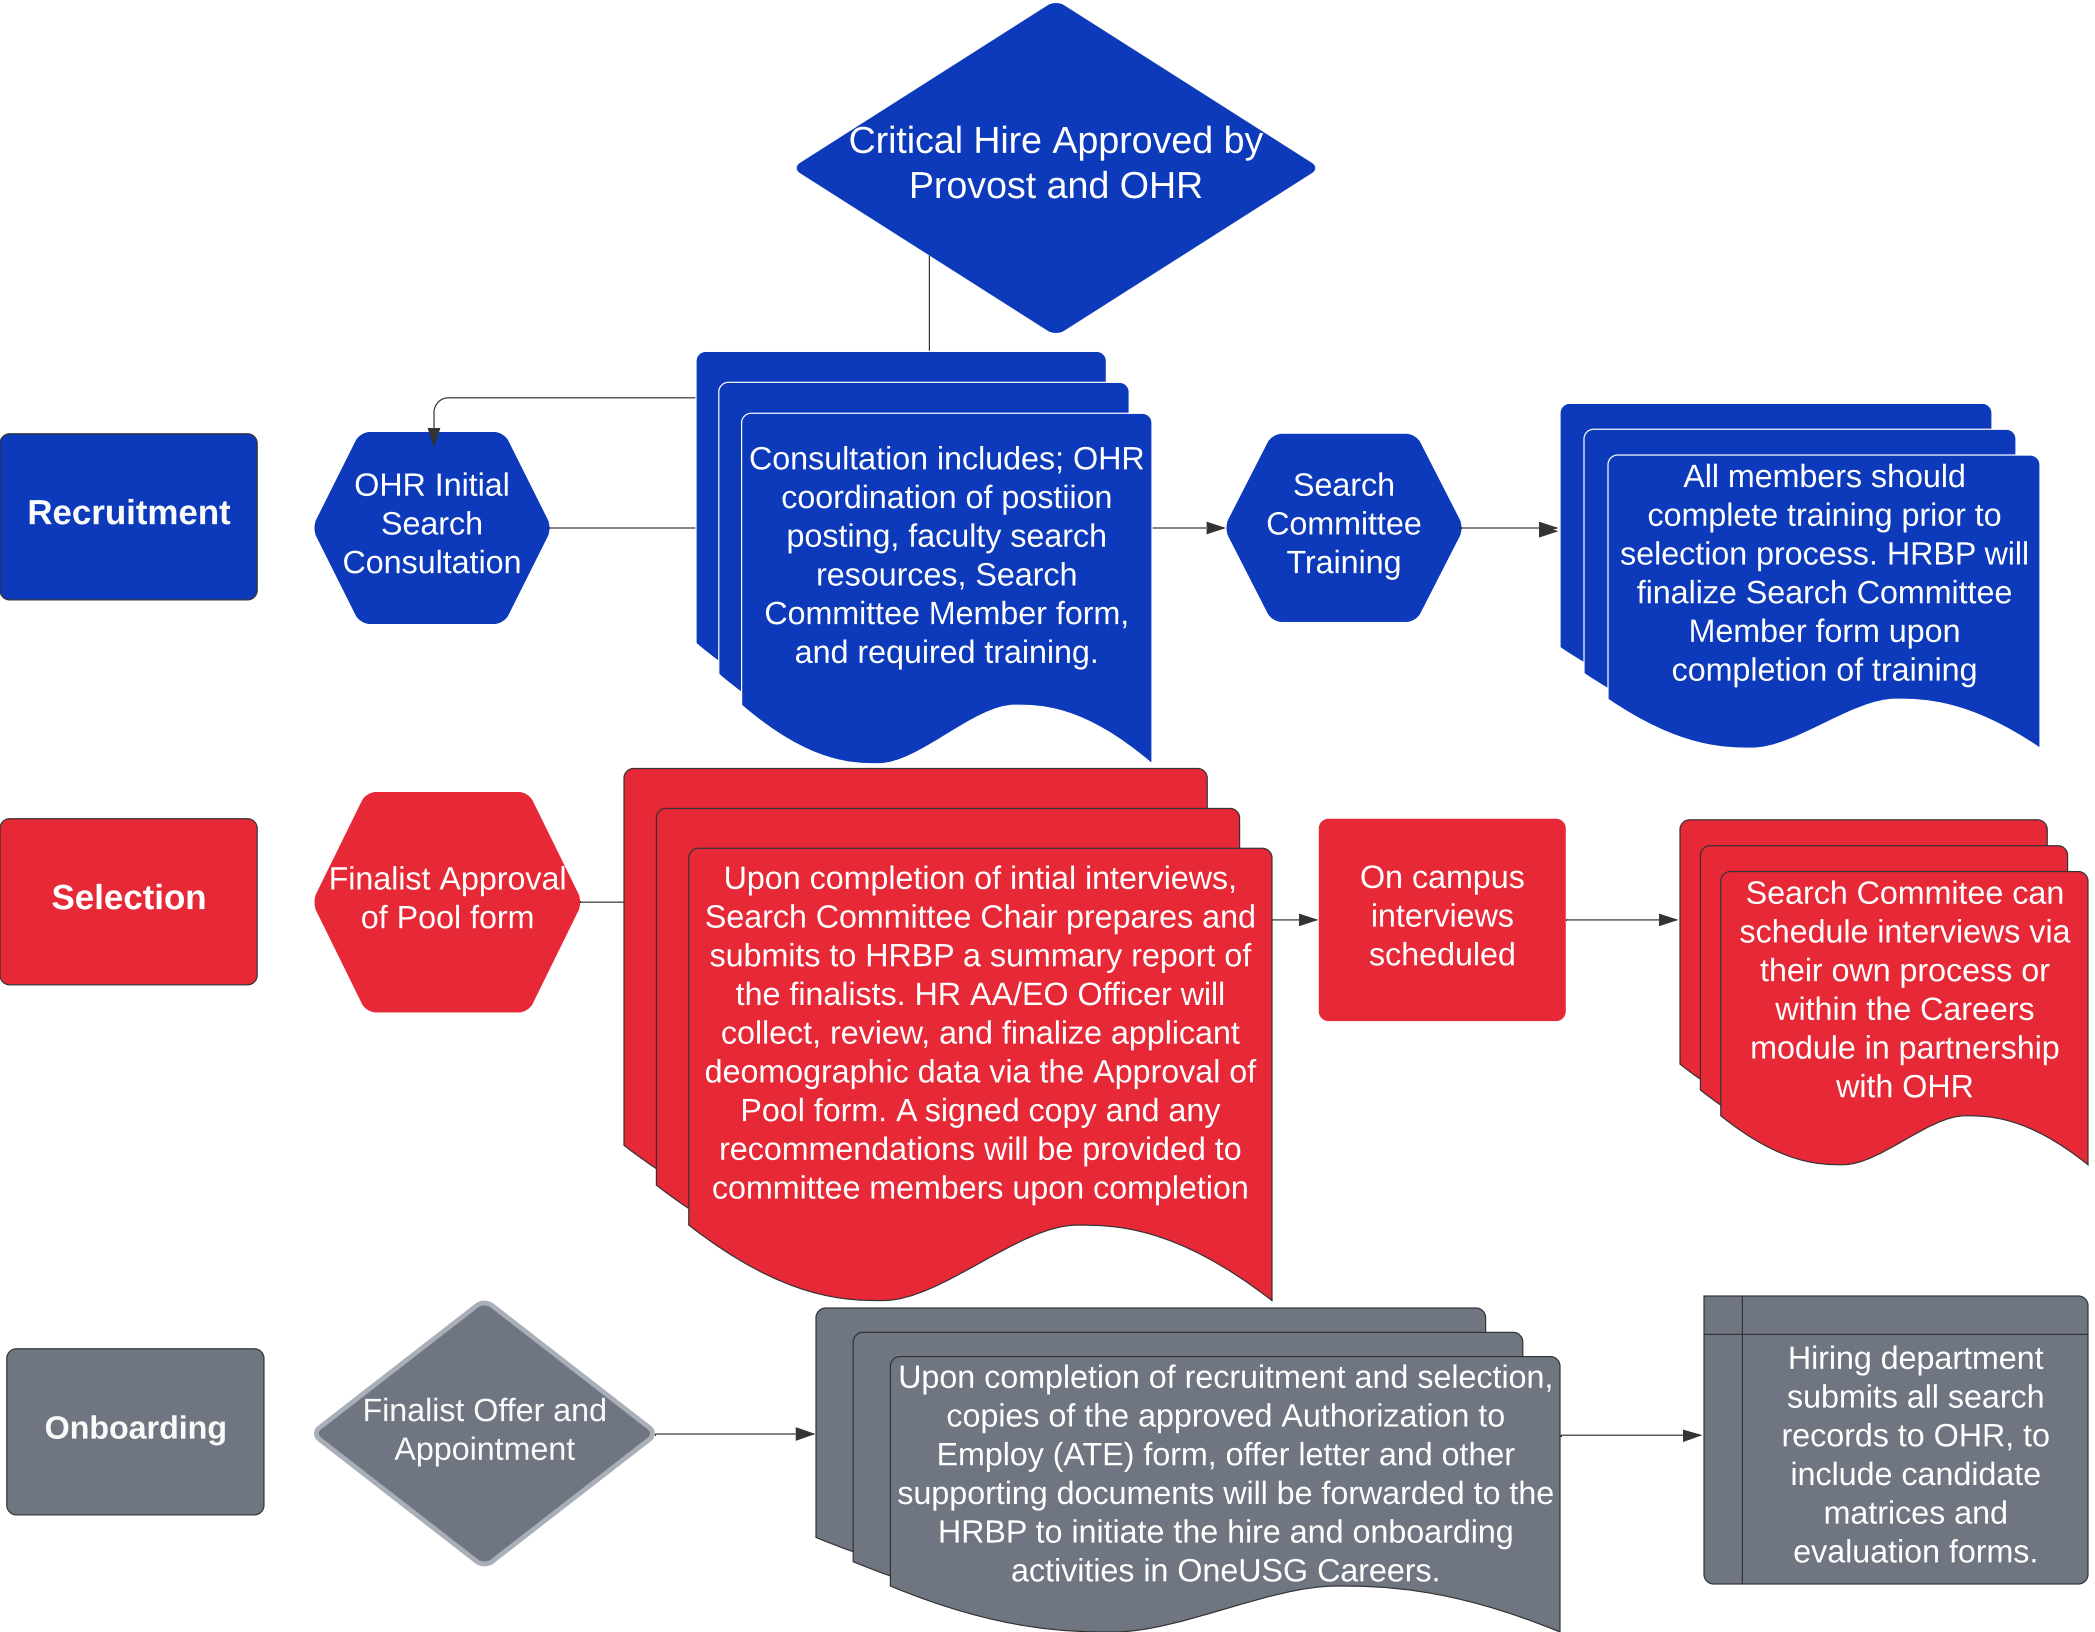 Critical Hire Approved by
Provost and OHR
Recruitment
OHR Initial
Search
Consultation
Consultation includes; OHR
coordination of postiion
posting, faculty search
resources, Search
Committee Member form,
and required training.
Search
Committee
Training
All members should
complete training prior to
selection process. HRBP will
finalize Search Committee
Member form upon
completion of training
Selection
Finalist Approval
of Pool form
Upon completion of intial interviews,
Search Committee Chair prepares and
submits to HRBP a summary report of
the finalists. HR AA/EO Officer will
collect, review, and finalize applicant
deomographic data via the Approval of
Pool form. A signed copy and any
recommendations will be provided to
committee members upon completion
On campus
interviews
scheduled
Search Commitee can
schedule interviews via
their own process or
within the Careers
module in partnership
with OHR
Onboarding
Finalist Offer and
Appointment
Upon completion of recruitment and selection,
copies of the approved Authorization to
Employ (ATE) form, offer letter and other
supporting documents will be forwarded to the
HRBP to initiate the hire and onboarding
activities in OneUSG Careers.
Hiring department
submits all search
records to OHR, to
include candidate
matrices and
evaluation forms.